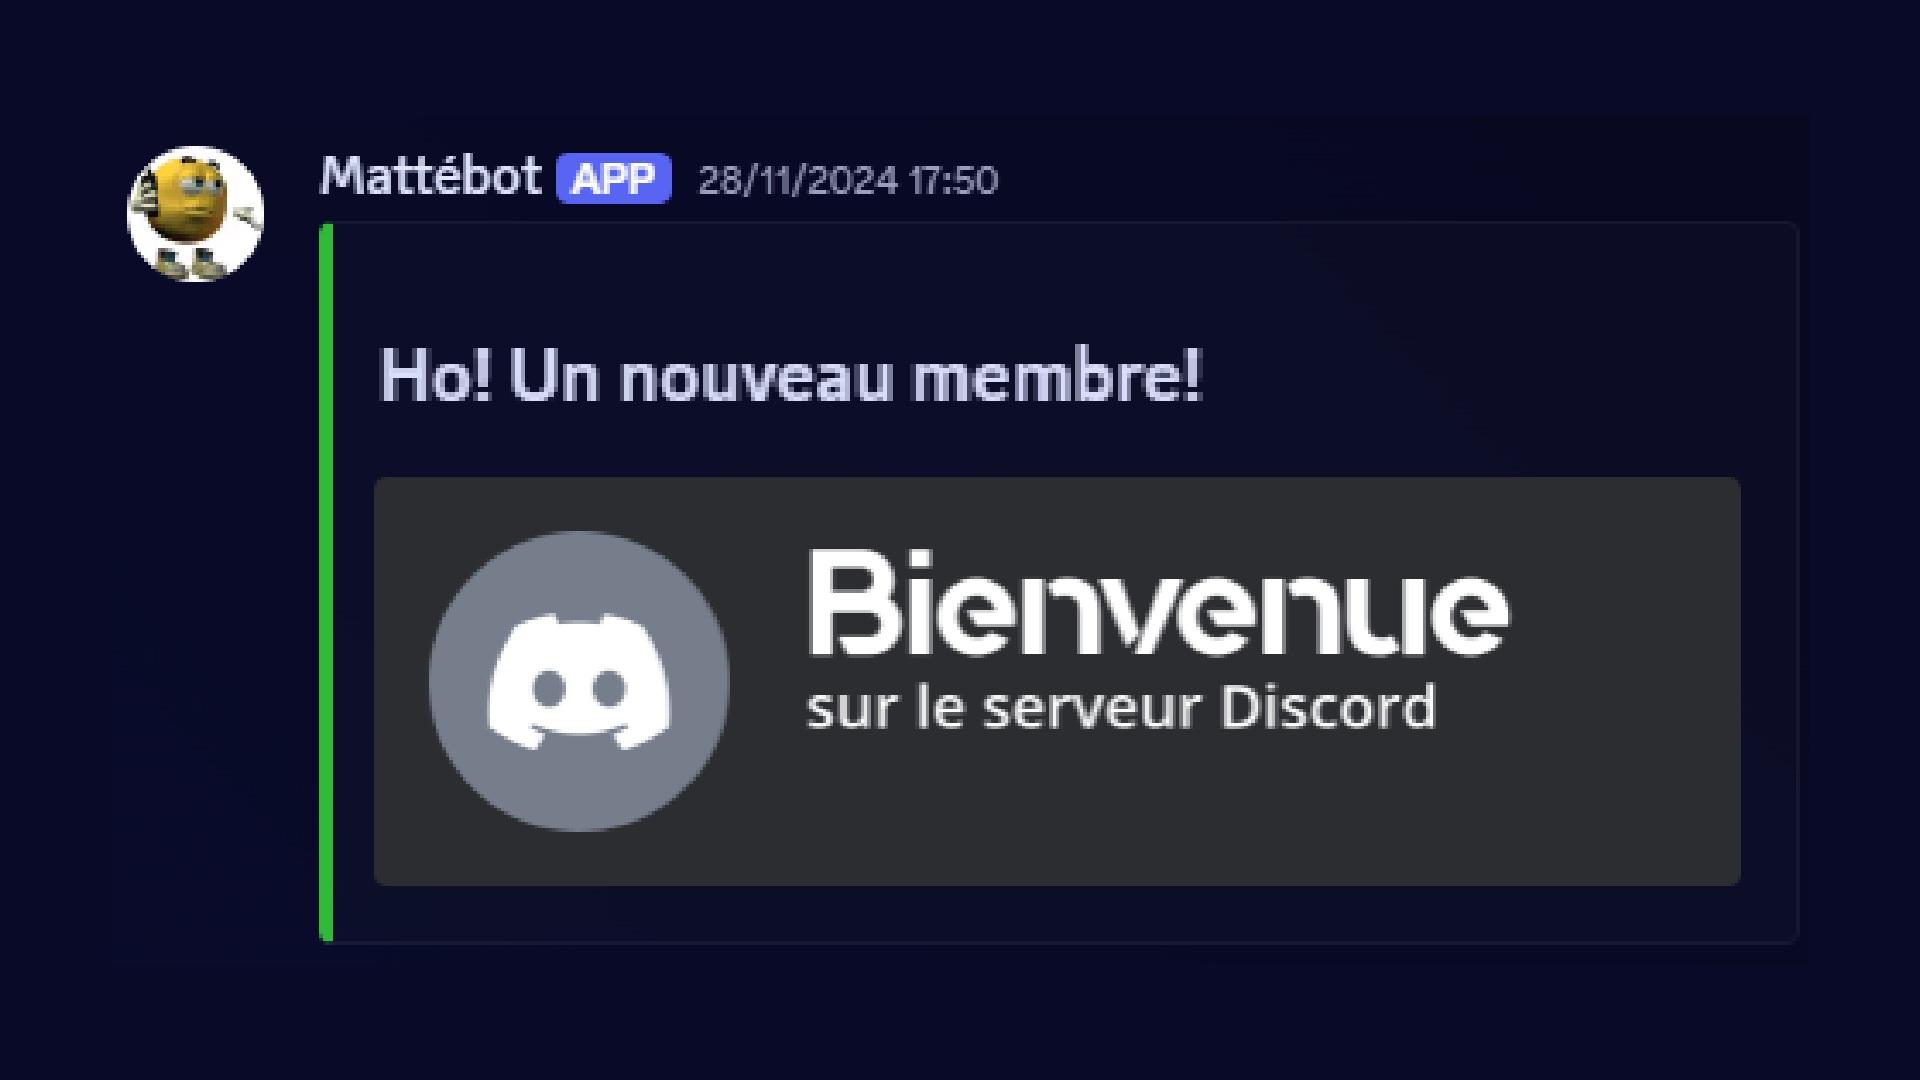 Mattébot APP 28/11/2024 17:50
Ho! Un nouveau membre!
Bienvenue
sur le serveur Discord